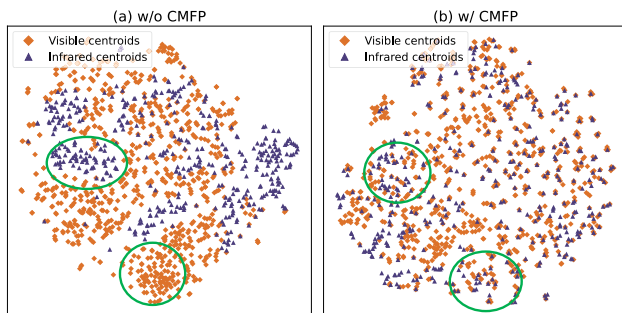 (a) w/o CMFP
Visible centroids
Infrared centroids
(b) w/ CMFP
Visible centroids
Infrared centroids